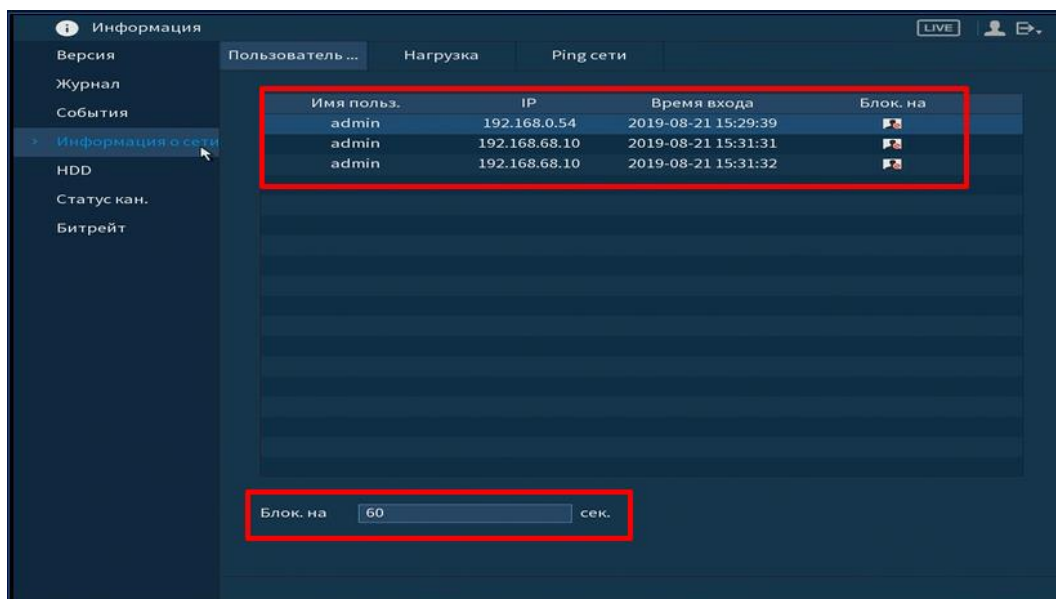 Информация LIVE
Версия
Журнал
События
Информация о сети
HDD
Статус кан.
Битрейт
Пользователь ... Нагрузка Ping сети
Имя польз. IP Время входа Блок. на
admin 192.168.0.54 2019-08-21 15:29:39
admin 192.168.68.10 2019-08-21 15:31:31
admin 192.168.68.10 2019-08-21 15:31:32
Блок. на 60 сек.